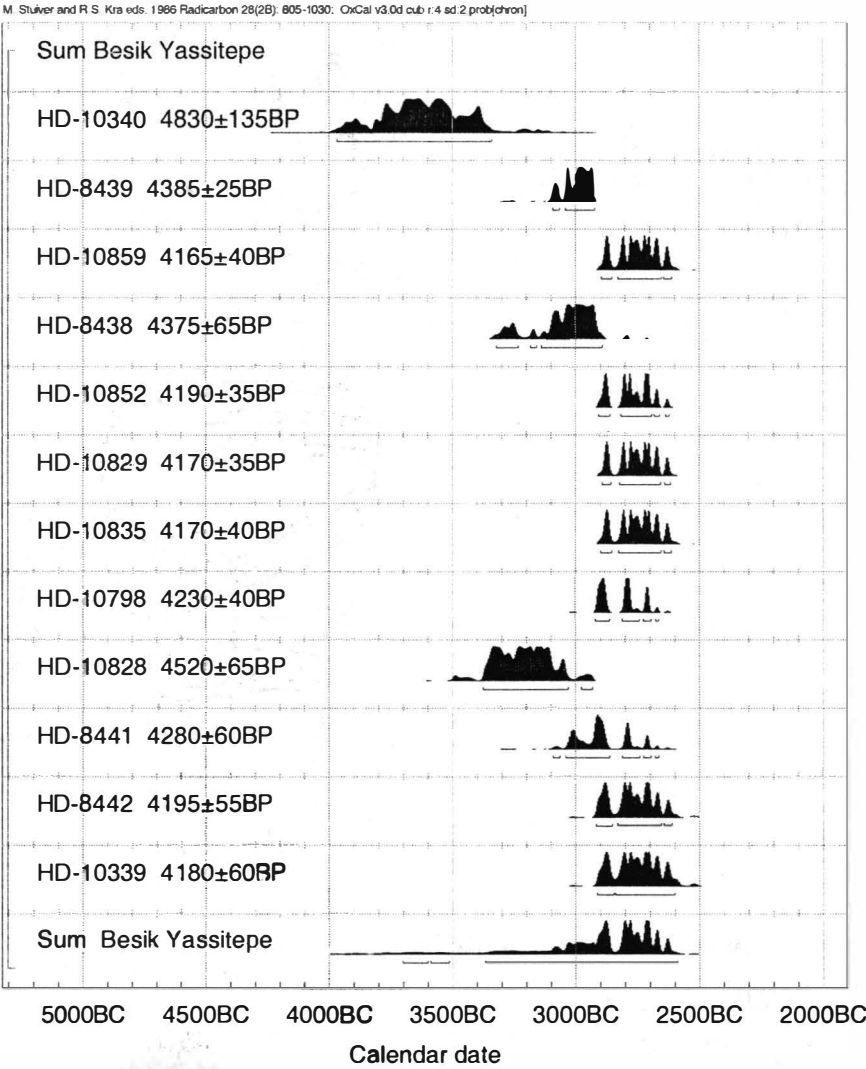 M. Stuiver and R.S. Kra eds. 1986 Radicarbon 28(2B): 805-1030; OxCal v3.0d cub r:4 sd:2 prob[chron]
Sum Besik Yassitepe
HD-10340 4830±135BP
HD-8439 4385±25BP
HD-10859 4165±40BP
HD-8438 4375±65BP
HD-10852 4190±35BP
HD-10829 4170±35BP
HD-10835 4170±40BP
HD-10798 4230±40BP
HD-10828 4520±65BP
HD-8441 4280±60BP
HD-8442 4195±55BP
HD-10339 4180±60BP
Sum Besik Yassitepe
5000BC 4500BC 4000BC 3500BC 3000BC 2500BC 2000BC
Calendar date